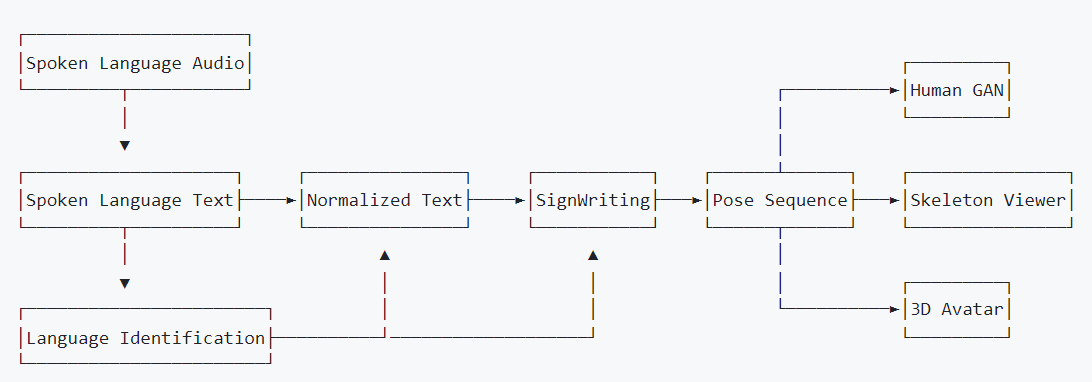 Spoken Language Audio
Human GAN
Spoken Language Text
Normalized Text
SignWriting
Pose Sequence
Skeleton Viewer
3D Avatar
Language Identification